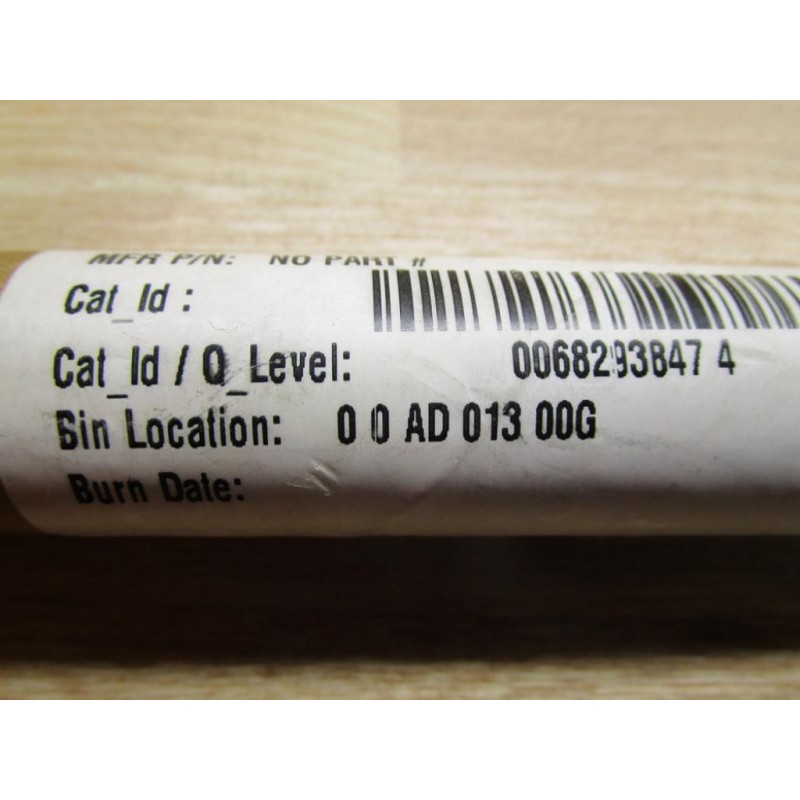 MFR P/N: NO PART #
Cat_Id :
Cat_Id / Q_Level: 0068293847 4
Bin Location: 0 0 AD 013 00G
Burn Date: